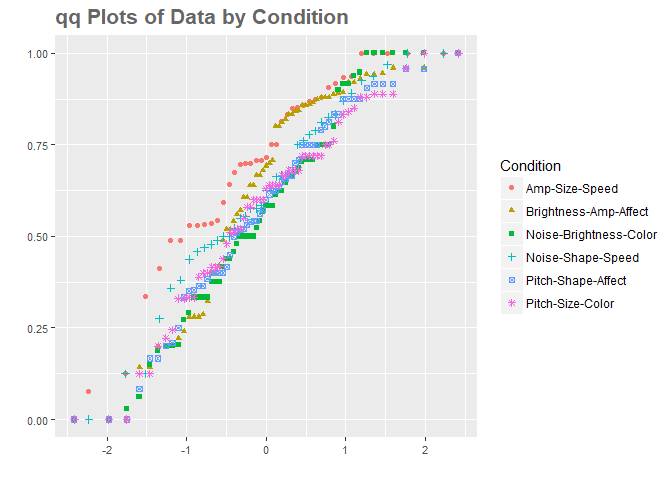 qq Plots of Data by Condition
1.00
0.75
0.50
0.25
0.00
-2
-1
0
1
2
Condition
Amp-Size-Speed
Brightness-Amp-Affect
Noise-Brightness-Color
Noise-Shape-Speed
Pitch-Shape-Affect
Pitch-Size-Color